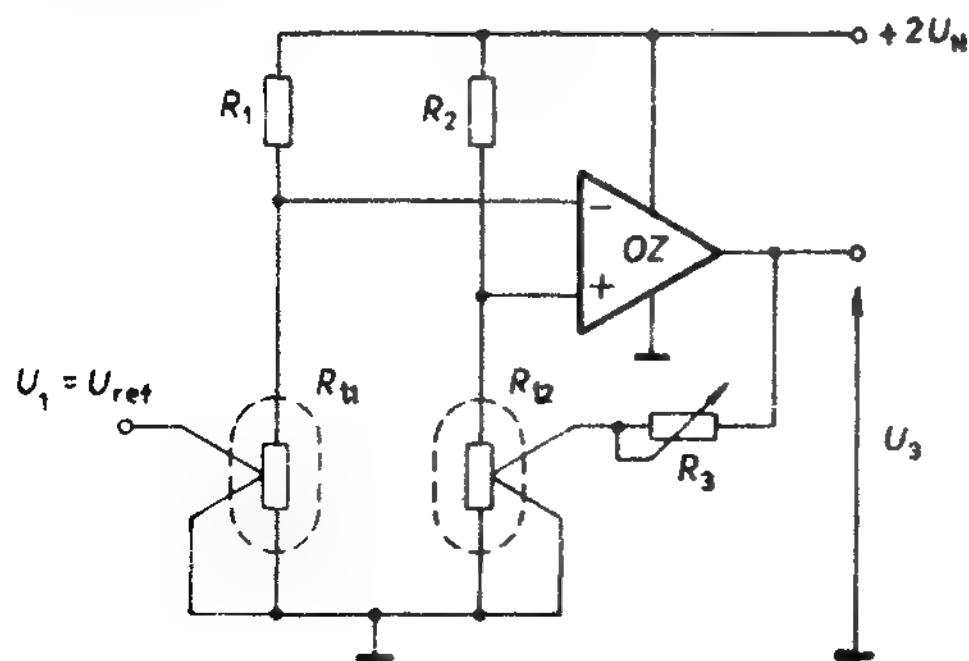 + 2U_N
R_1
R_2
−
OZ
+
U_1 = U_ref
R_t1
R_t2
R_3
U_3